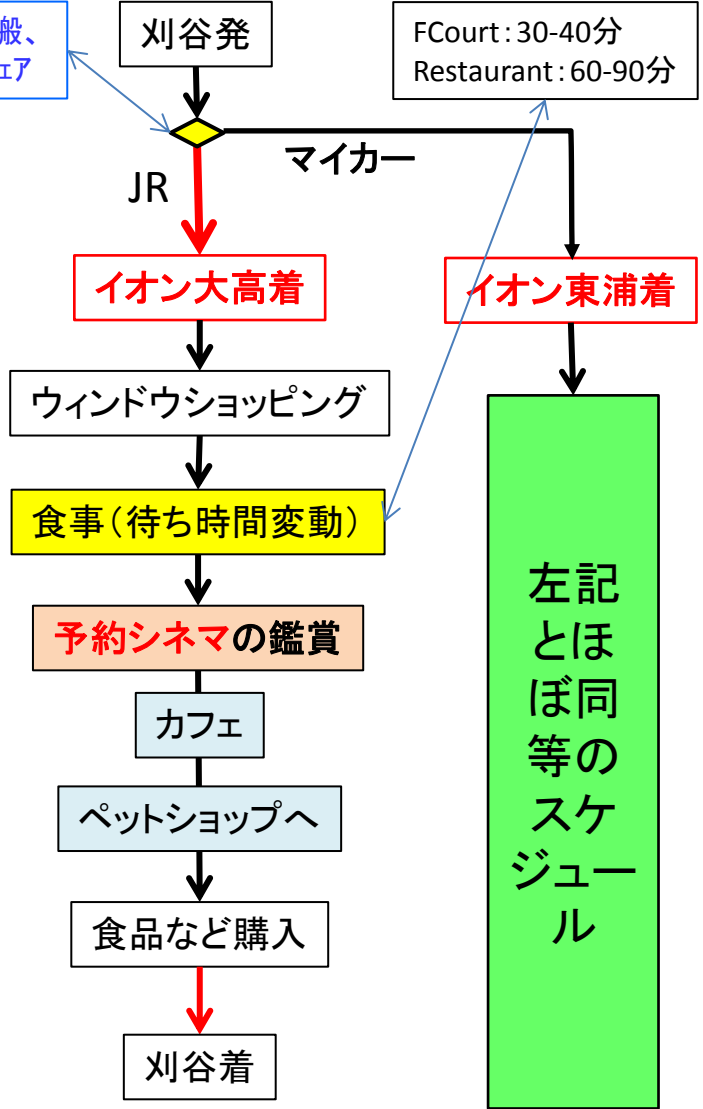 般、
ェア
刈谷発
FCourt：30-40分
Restaurant：60-90分
マイカー
JR
イオン大高着
イオン東浦着
ウィンドウショッピング
食事（待ち時間変動）
予約シネマの鑑賞
カフェ
ペットショップへ
食品など購入
刈谷着
左記
とほ
ぼ同
等の
スケ
ジュー
ル